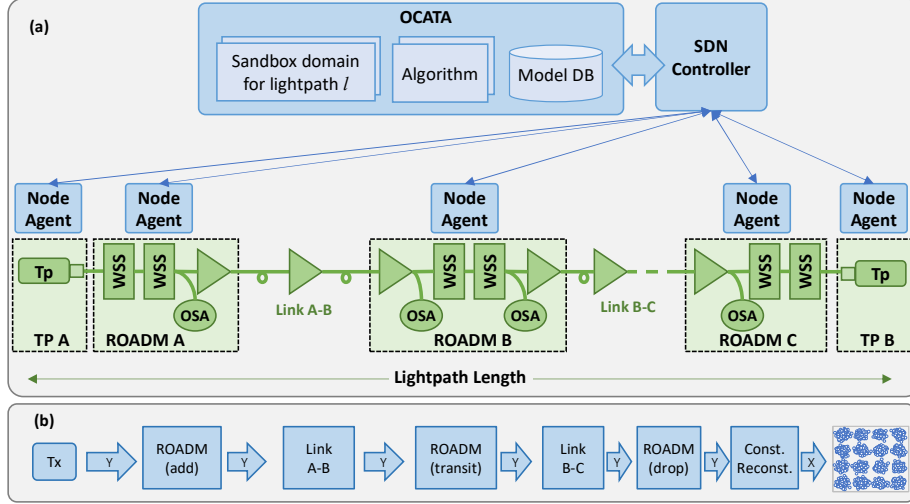 (a)
OCATA
Sandbox domain
for lightpath l
Algorithm
Model DB
SDN
Controller
Node
Agent
Node
Agent
Node
Agent
Node
Agent
Node
Agent
Tp
WSS
WSS
OSA
Link A-B
OSA
WSS
WSS
OSA
Link B-C
OSA
WSS
WSS
Tp
TP A
ROADM A
ROADM B
ROADM C
TP B
Lightpath Length
(b)
Tx
Y
ROADM
(add)
Y
Link
A-B
Y
ROADM
(transit)
Y
Link
B-C
Y
ROADM
(drop)
Y
Const.
Reconst.
X